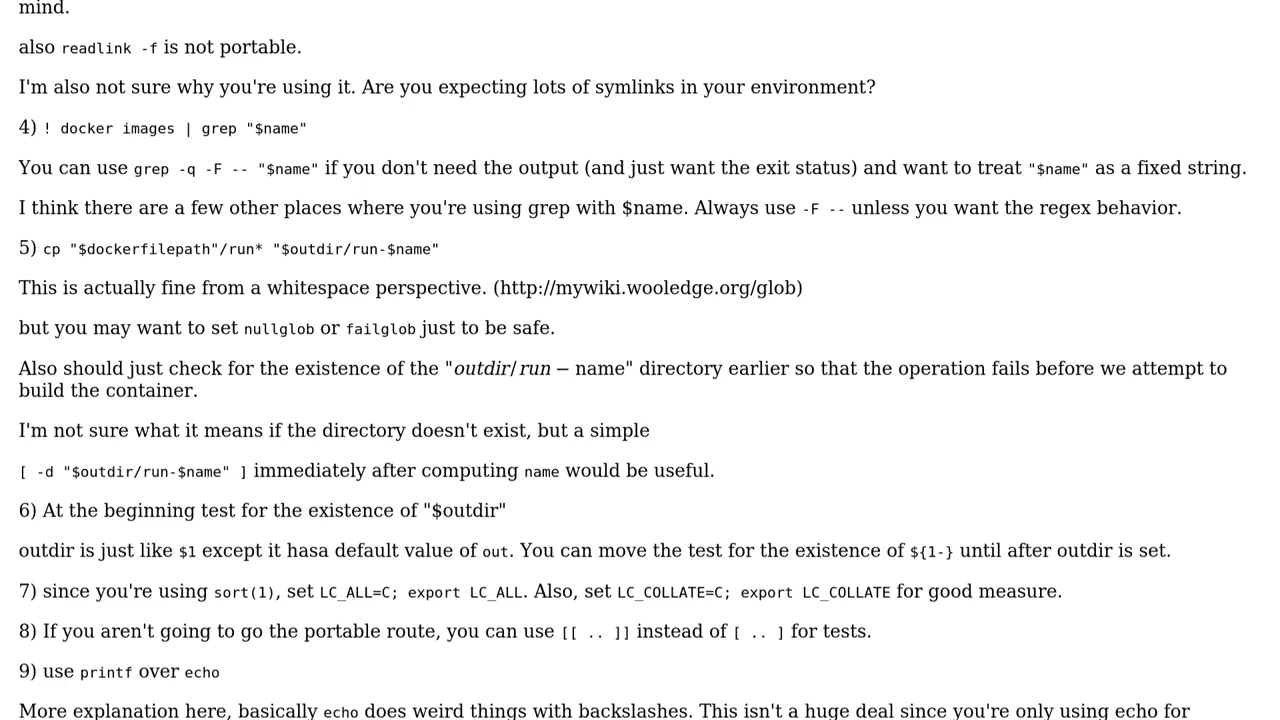 mind.
also readlink -f is not portable.
I'm also not sure why you're using it. Are you expecting lots of symlinks in your environment?
4) ! docker images | grep "$name"
You can use grep -q -F -- "$name" if you don't need the output (and just want the exit status) and want to treat "$name" as a fixed string.
I think there are a few other places where you're using grep with $name. Always use -F -- unless you want the regex behavior.
5) cp "$dockerfilepath"/run* "$outdir/run-$name"
This is actually fine from a whitespace perspective. (http://mywiki.wooledge.org/glob)
but you may want to set nullglob or failglob just to be safe.
Also should just check for the existence of the "outdir/run − name" directory earlier so that the operation fails before we attempt to
build the container.
I'm not sure what it means if the directory doesn't exist, but a simple
[ -d "$outdir/run-$name" ] immediately after computing name would be useful.
6) At the beginning test for the existence of "$outdir"
outdir is just like $1 except it hasa default value of out. You can move the test for the existence of ${1-} until after outdir is set.
7) since you're using sort(1), set LC_ALL=C; export LC_ALL. Also, set LC_COLLATE=C; export LC_COLLATE for good measure.
8) If you aren't going to go the portable route, you can use [[ .. ]] instead of [ .. ] for tests.
9) use printf over echo
More explanation here, basically echo does weird things with backslashes. This isn't a huge deal since you're only using echo for